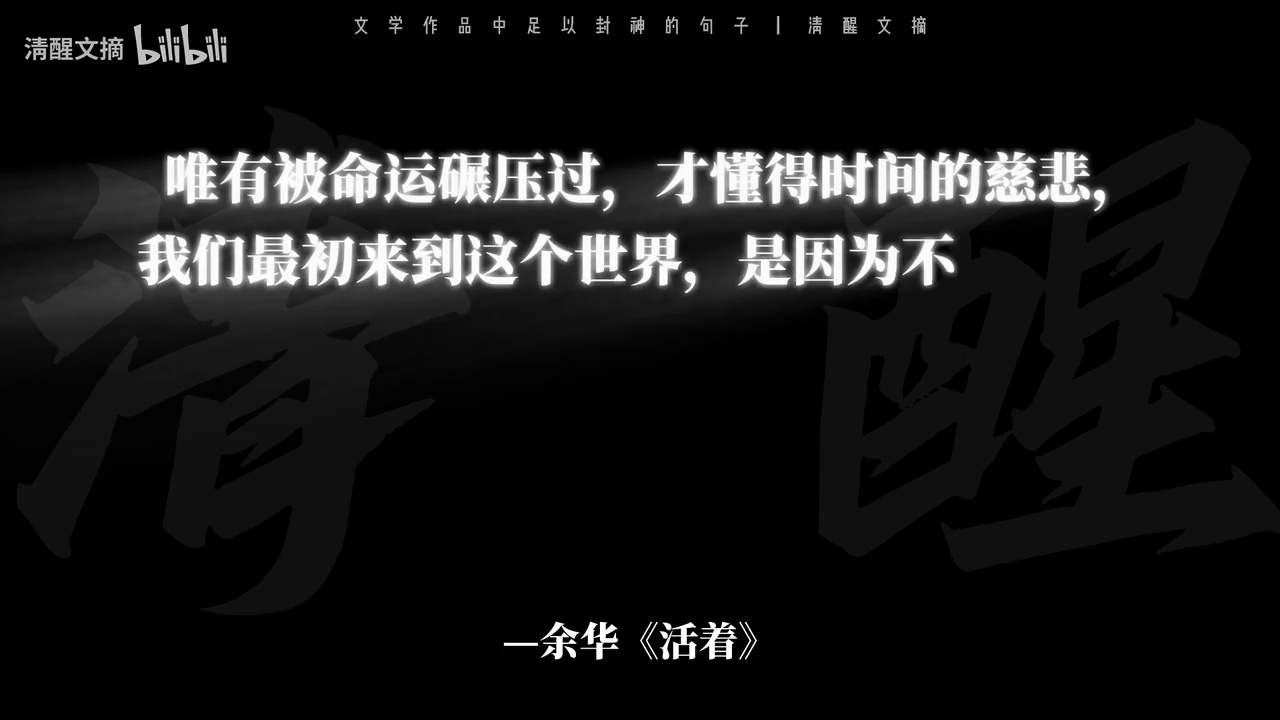 文学作品中足以封神的句子 | 清醒文摘
清醒文摘 bilibili
唯有被命运碾压过，才懂得时间的慈悲，
我们最初来到这个世界，是因为不
清醒
—余华《活着》